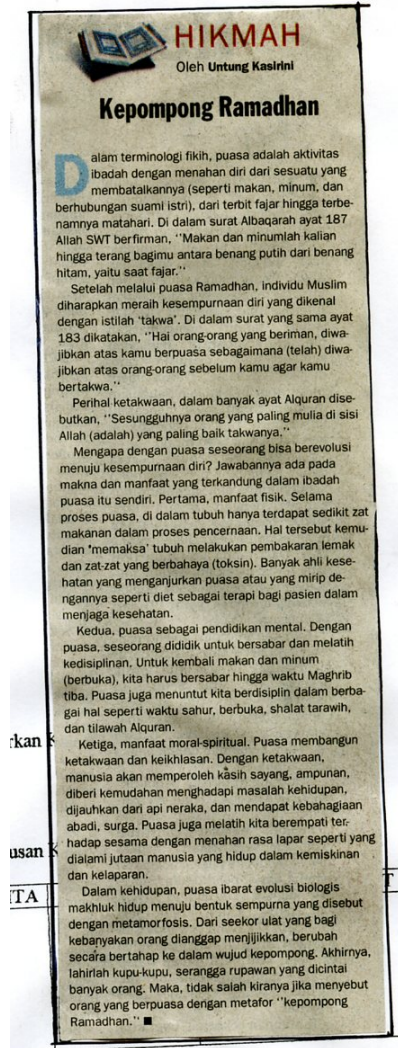 HIKMAH
Oleh Untung Kasirini
Kepompong Ramadhan
Dalam terminologi fikih, puasa adalah aktivitas
ibadah dengan menahan diri dari sesuatu yang
membatalkannya (seperti makan, minum, dan
berhubungan suami istri), dari terbit fajar hingga terbe-
namnya matahari. Di dalam surat Albaqarah ayat 187
Allah SWT berfirman, ''Makan dan minumlah kalian
hingga terang bagimu antara benang putih dari benang
hitam, yaitu saat fajar.''
Setelah melalui puasa Ramadhan, individu Muslim
diharapkan meraih kesempurnaan diri yang dikenal
dengan istilah 'takwa'. Di dalam surat yang sama ayat
183 dikatakan, ''Hai orang-orang yang beriman, diwa-
jibkan atas kamu berpuasa sebagaimana (telah) diwa-
jibkan atas orang-orang sebelum kamu agar kamu
bertakwa.''
Perihal ketakwaan, dalam banyak ayat Alquran dise-
butkan, ''Sesungguhnya orang yang paling mulia di sisi
Allah (adalah) yang paling baik takwanya.''
Mengapa dengan puasa seseorang bisa berevolusi
menuju kesempurnaan diri? Jawabannya ada pada
makna dan manfaat yang terkandung dalam ibadah
puasa itu sendiri. Pertama, manfaat fisik. Selama
proses puasa, di dalam tubuh hanya terdapat sedikit zat
makanan dalam proses pencernaan. Hal tersebut kemu-
dian 'memaksa' tubuh melakukan pembakaran lemak
dan zat-zat yang berbahaya (toksin). Banyak ahli kese-
hatan yang menganjurkan puasa atau yang mirip de-
ngannya seperti diet sebagai terapi bagi pasien dalam
menjaga kesehatan.
Kedua, puasa sebagai pendidikan mental. Dengan
puasa, seseorang dididik untuk bersabar dan melatih
kedisiplinan. Untuk kembali makan dan minum
(berbuka), kita harus bersabar hingga waktu Maghrib
tiba. Puasa juga menuntut kita berdisiplin dalam berba-
gai hal seperti waktu sahur, berbuka, shalat tarawih,
dan tilawah Alquran.
Ketiga, manfaat moral-spiritual. Puasa membangun
ketakwaan dan keikhlasan. Dengan ketakwaan,
manusia akan memperoleh kasih sayang, ampunan,
diberi kemudahan menghadapi masalah kehidupan,
dijauhkan dari api neraka, dan mendapat kebahagiaan
abadi, surga. Puasa juga melatih kita berempati ter-
hadap sesama dengan menahan rasa lapar seperti yang
dialami jutaan manusia yang hidup dalam kemiskinan
dan kelaparan.
Dalam kehidupan, puasa ibarat evolusi biologis
makhluk hidup menuju bentuk sempurna yang disebut
dengan metamorfosis. Dari seekor ulat yang bagi
kebanyakan orang dianggap menjijikkan, berubah
secara bertahap ke dalam wujud kepompong. Akhirnya,
lahirlah kupu-kupu, serangga rupawan yang dicintai
banyak orang. Maka, tidak salah kiranya jika menyebut
orang yang berpuasa dengan metafor ''kepompong
Ramadhan.'' ■
rkan
usan
ITA
T